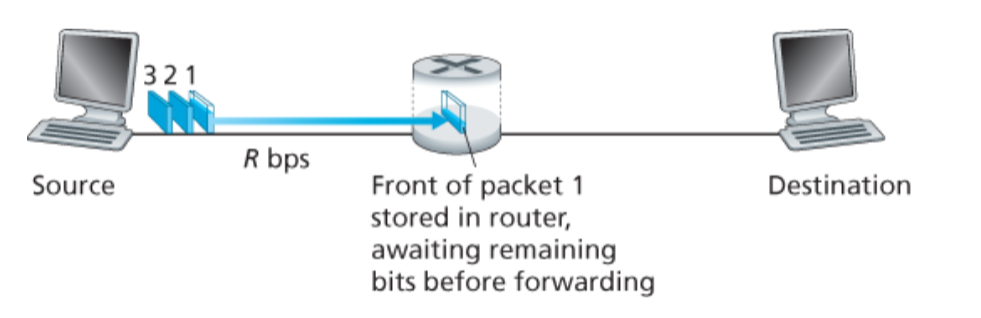 3 2 1
R bps
Source
Front of packet 1
stored in router,
awaiting remaining
bits before forwarding
Destination